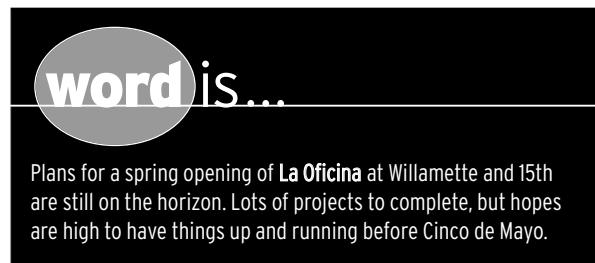 word is...
Plans for a spring opening of La Oficina at Willamette and 15th
are still on the horizon. Lots of projects to complete, but hopes
are high to have things up and running before Cinco de Mayo.